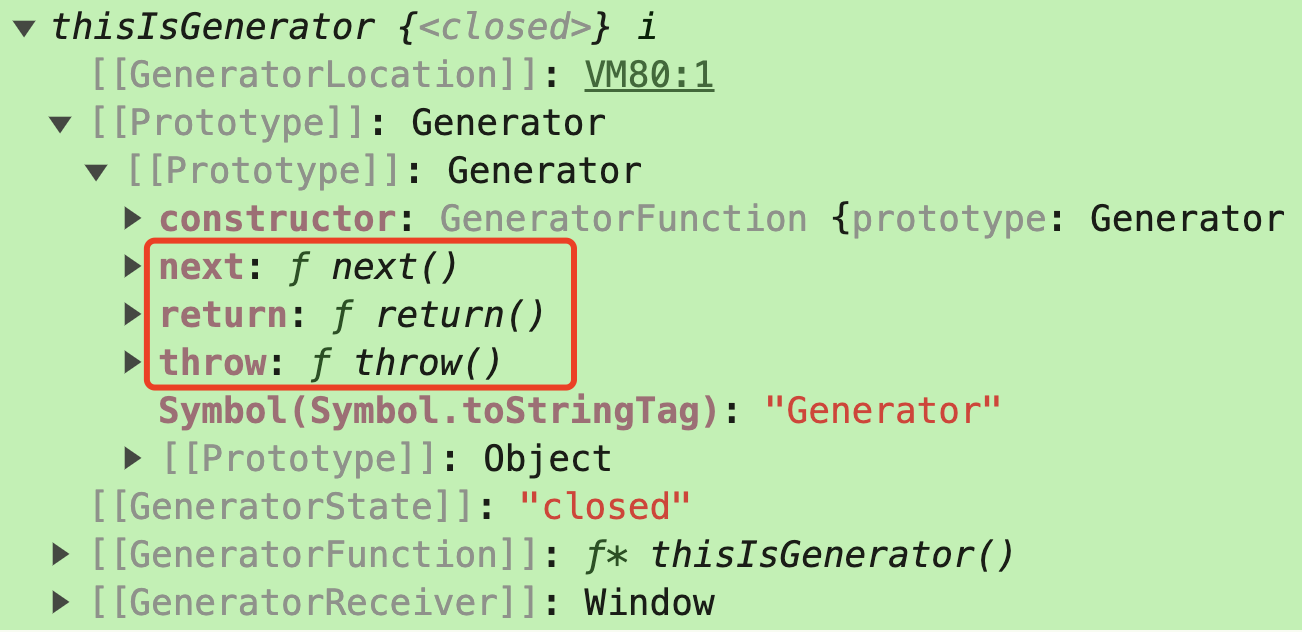 ▼ thisIsGenerator {<closed>} i
[[GeneratorLocation]]: VM80:1
▼ [[Prototype]]: Generator
▼ [[Prototype]]: Generator
▶ constructor: GeneratorFunction {prototype: Generator
▶ next: ƒ next()
▶ return: ƒ return()
▶ throw: ƒ throw()
Symbol(Symbol.toStringTag): "Generator"
▶ [[Prototype]]: Object
[[GeneratorState]]: "closed"
▶ [[GeneratorFunction]]: ƒ* thisIsGenerator()
▶ [[GeneratorReceiver]]: Window